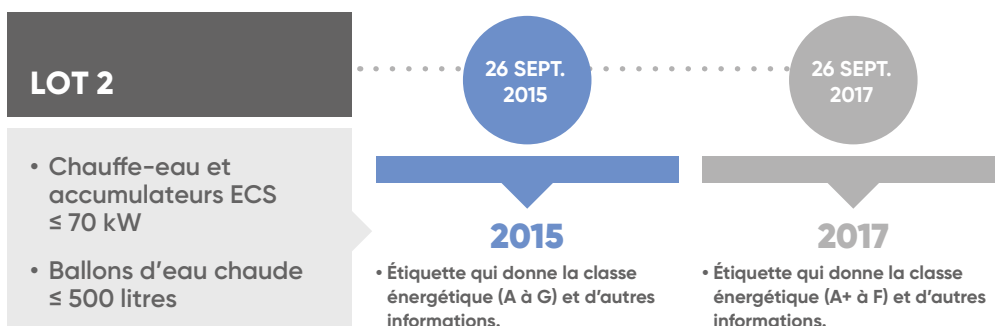 LOT 2
• Chauffe-eau et
accumulateurs ECS
≤ 70 kW
• Ballons d’eau chaude
≤ 500 litres
26 SEPT.
2015
2015
• Étiquette qui donne la classe
énergétique (A à G) et d’autres
informations.
26 SEPT.
2017
2017
• Étiquette qui donne la classe
énergétique (A+ à F) et d’autres
informations.